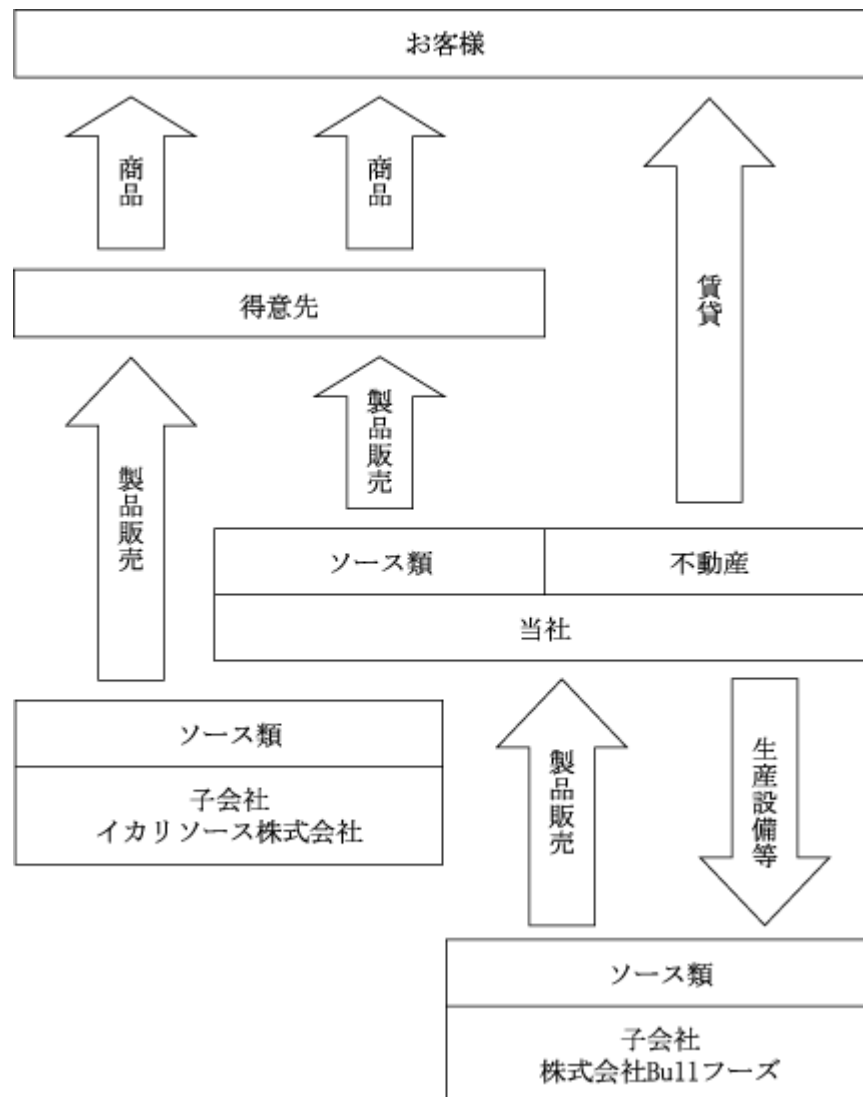 お客様
商品
商品
賃貸
得意先
製品販売
製品販売
ソース類
不動産
当社
ソース類
子会社
イカリソース株式会社
製品販売
生産設備等
ソース類
子会社
株式会社Bullフーズ